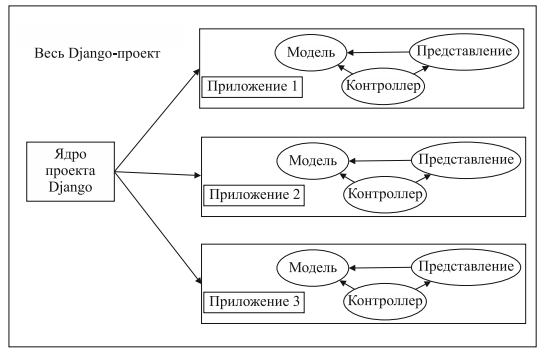 Весь Django-проект
Ядро
проекта
Django
Модель
Представление
Контроллер
Приложение 1
Модель
Представление
Контроллер
Приложение 2
Модель
Представление
Контроллер
Приложение 3